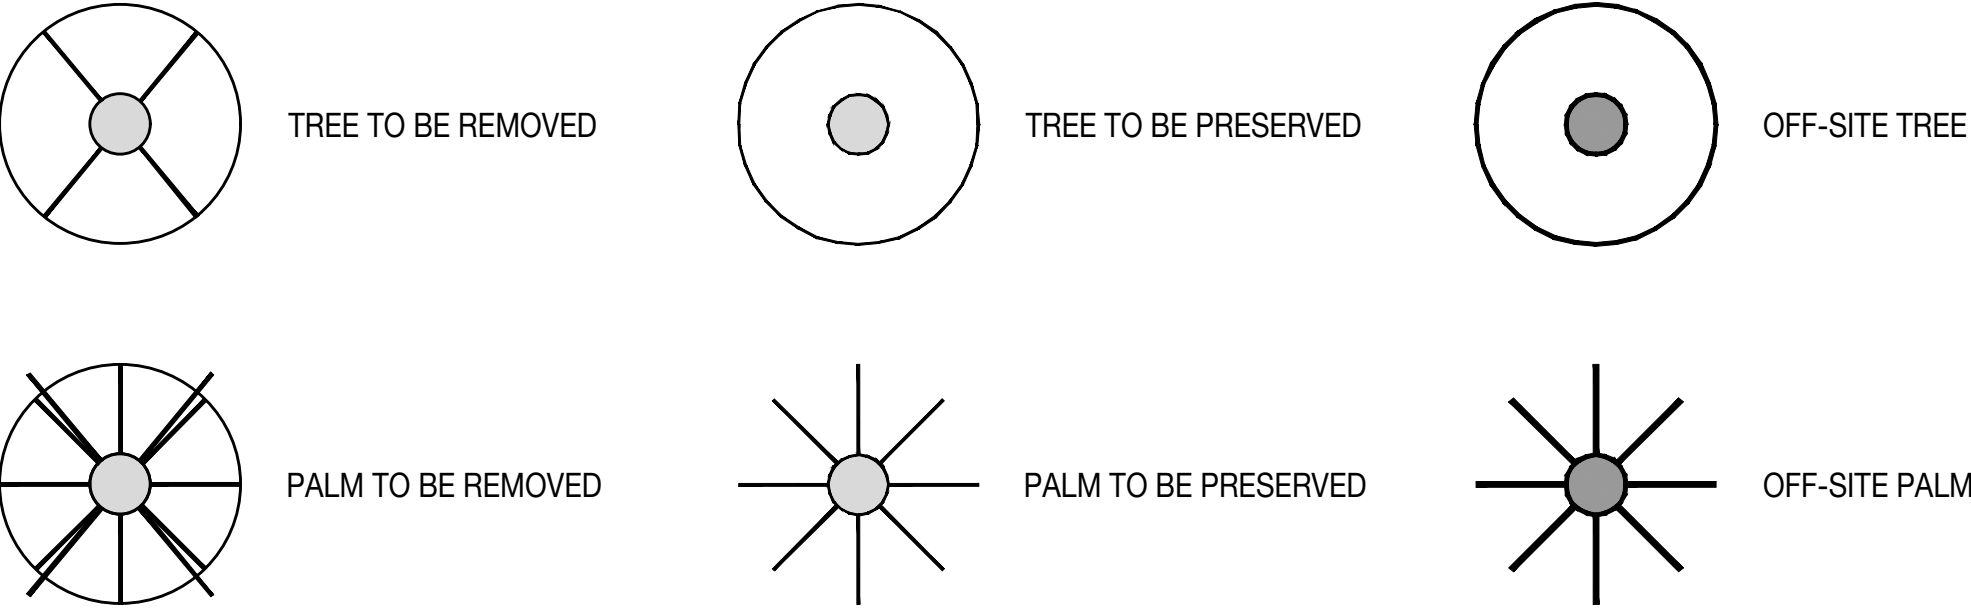 TREE TO BE REMOVED
TREE TO BE PRESERVED
OFF-SITE TREE
PALM TO BE REMOVED
PALM TO BE PRESERVED
OFF-SITE PALM